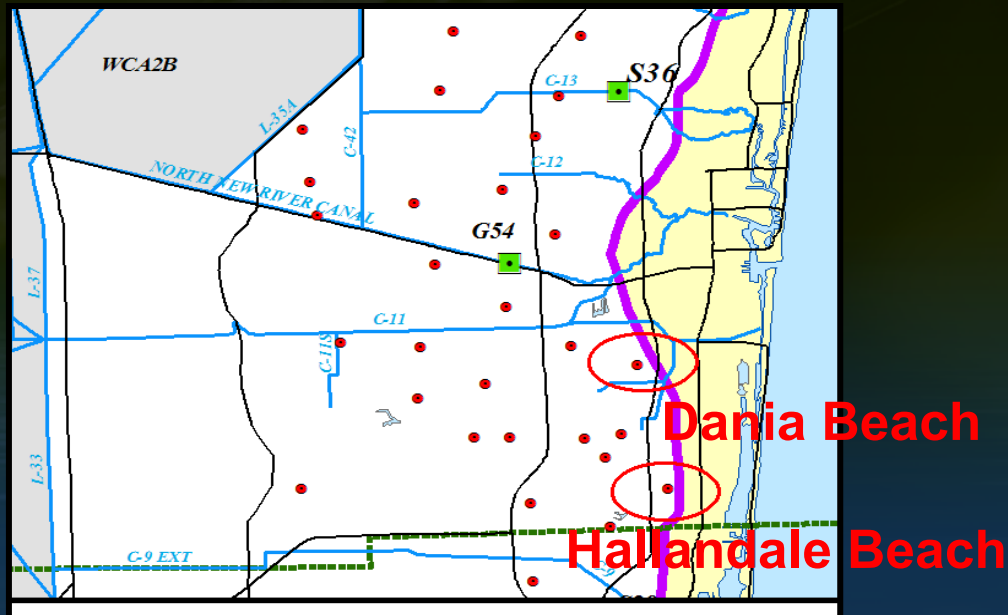 WCA2B
S36
C-13
L-35A
C-42
C-12
NORTH NEW RIVER CANAL
G54
L-37
C-11
C-11S
Dania Beach
L-33
Hallandale Beach
C-9 EXT